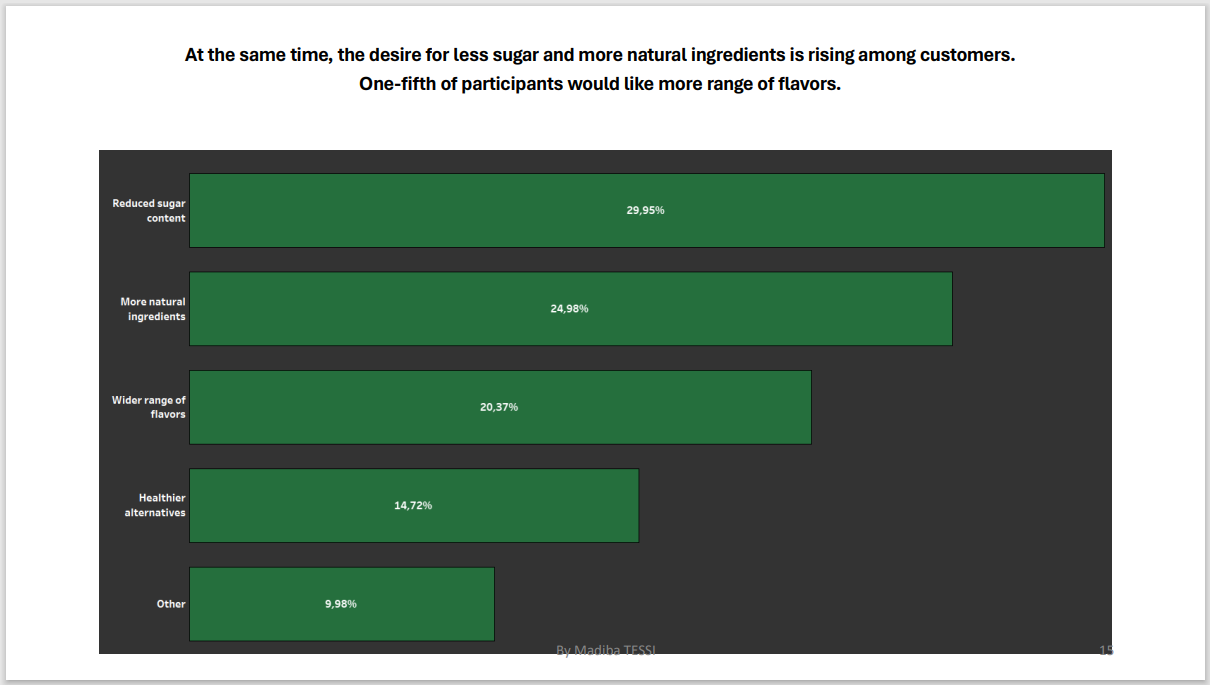 At the same time, the desire for less sugar and more natural ingredients is rising among customers.
One-fifth of participants would like more range of flavors.
Reduced sugar
content
29,95%
More natural
ingredients
24,98%
Wider range of
flavors
20,37%
Healthier
alternatives
14,72%
Other
9,98%
By Madiha TESSI
15